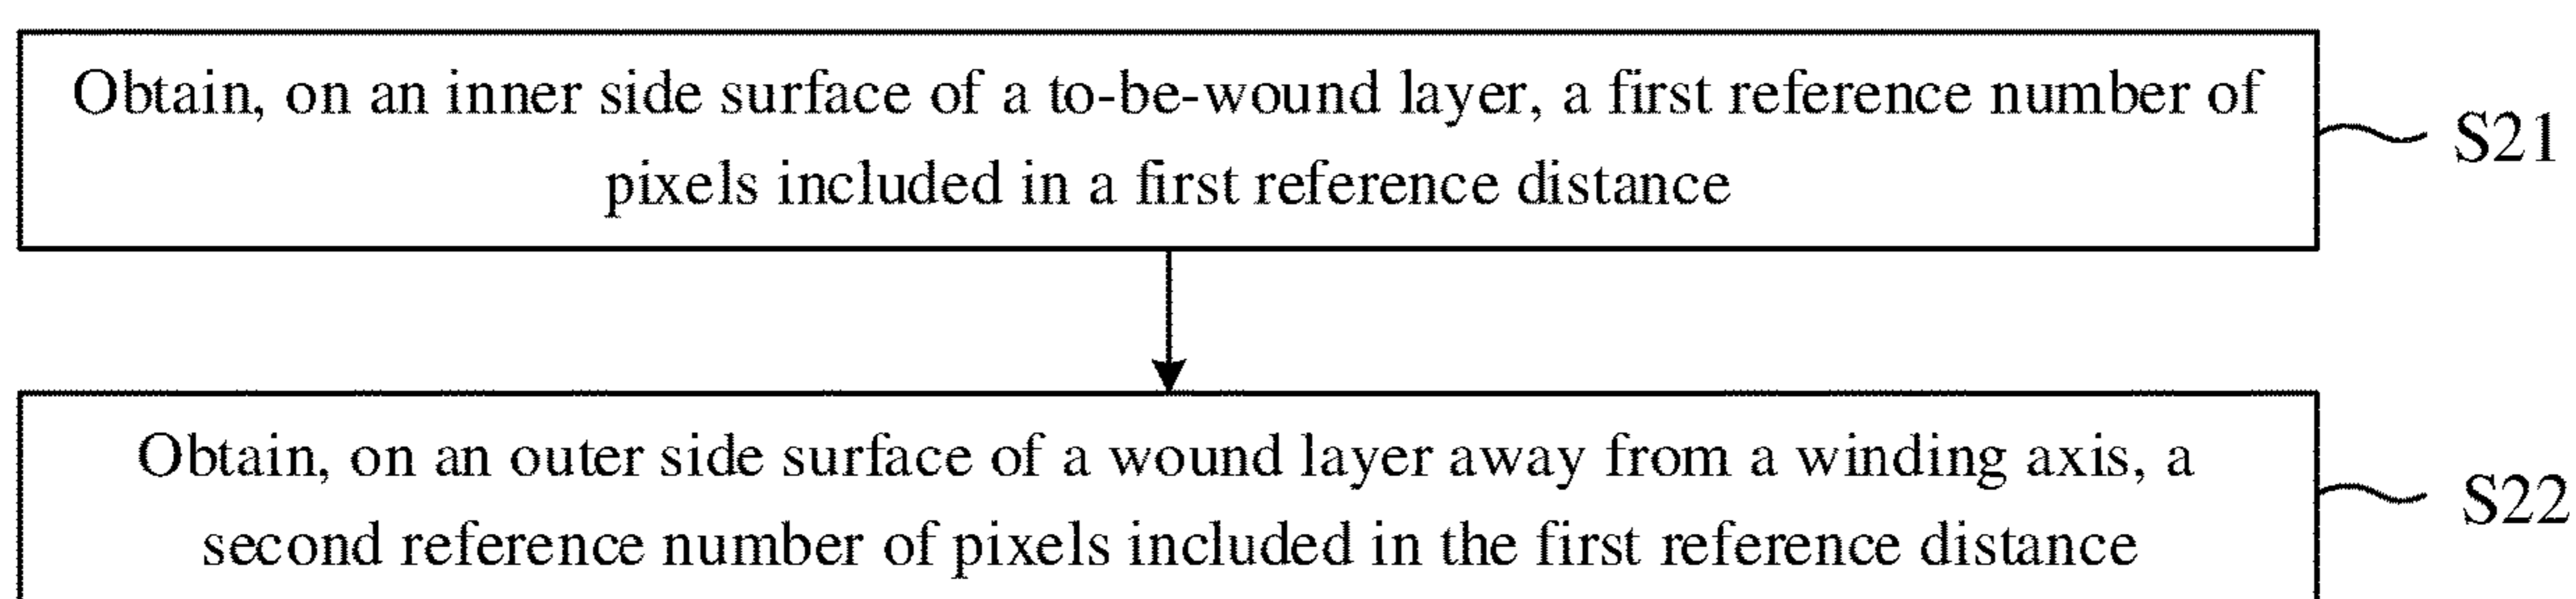 Obtain, on an inner side surface of a to-be-wound layer, a first reference number of
pixels included in a first reference distance
S21
Obtain, on an outer side surface of a wound layer away from a winding axis, a
second reference number of pixels included in the first reference distance
S22